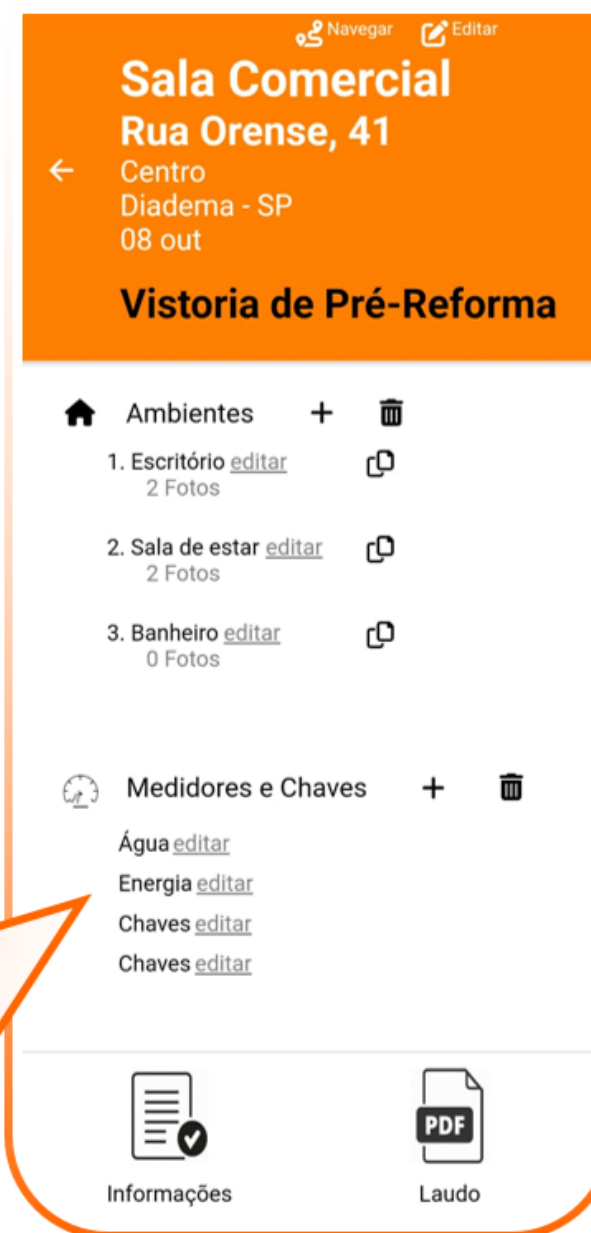 Navegar Editar
Sala Comercial
Rua Orense, 41
Centro
Diadema - SP
08 out
Vistoria de Pré-Reforma
Ambientes
1. Escritório editar
2 Fotos
2. Sala de estar editar
2 Fotos
3. Banheiro editar
0 Fotos
Medidores e Chaves
Água editar
Energia editar
Chaves editar
Chaves editar
PDF
Informações Laudo